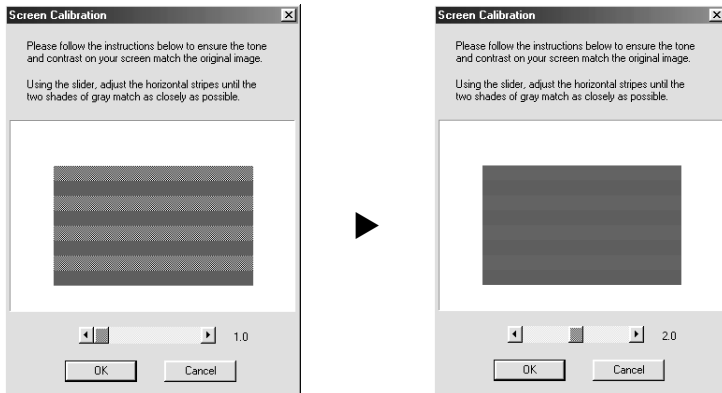 Screen Calibration
Please follow the instructions below to ensure the tone
and contrast on your screen match the original image.
Using the slider, adjust the horizontal stripes until the
two shades of gray match as closely as possible.
1.0
OK Cancel
Screen Calibration
Please follow the instructions below to ensure the tone
and contrast on your screen match the original image.
Using the slider, adjust the horizontal stripes until the
two shades of gray match as closely as possible.
2.0
OK Cancel